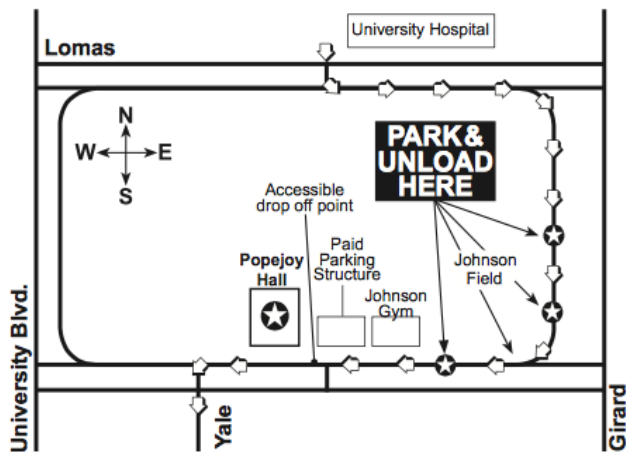 University Hospital
Lomas
N
W E
S
PARK &
UNLOAD
HERE
Accessible
drop off point
Popejoy
Hall
Paid
Parking
Structure
Johnson
Gym
Johnson
Field
University Blvd.
Yale
Girard